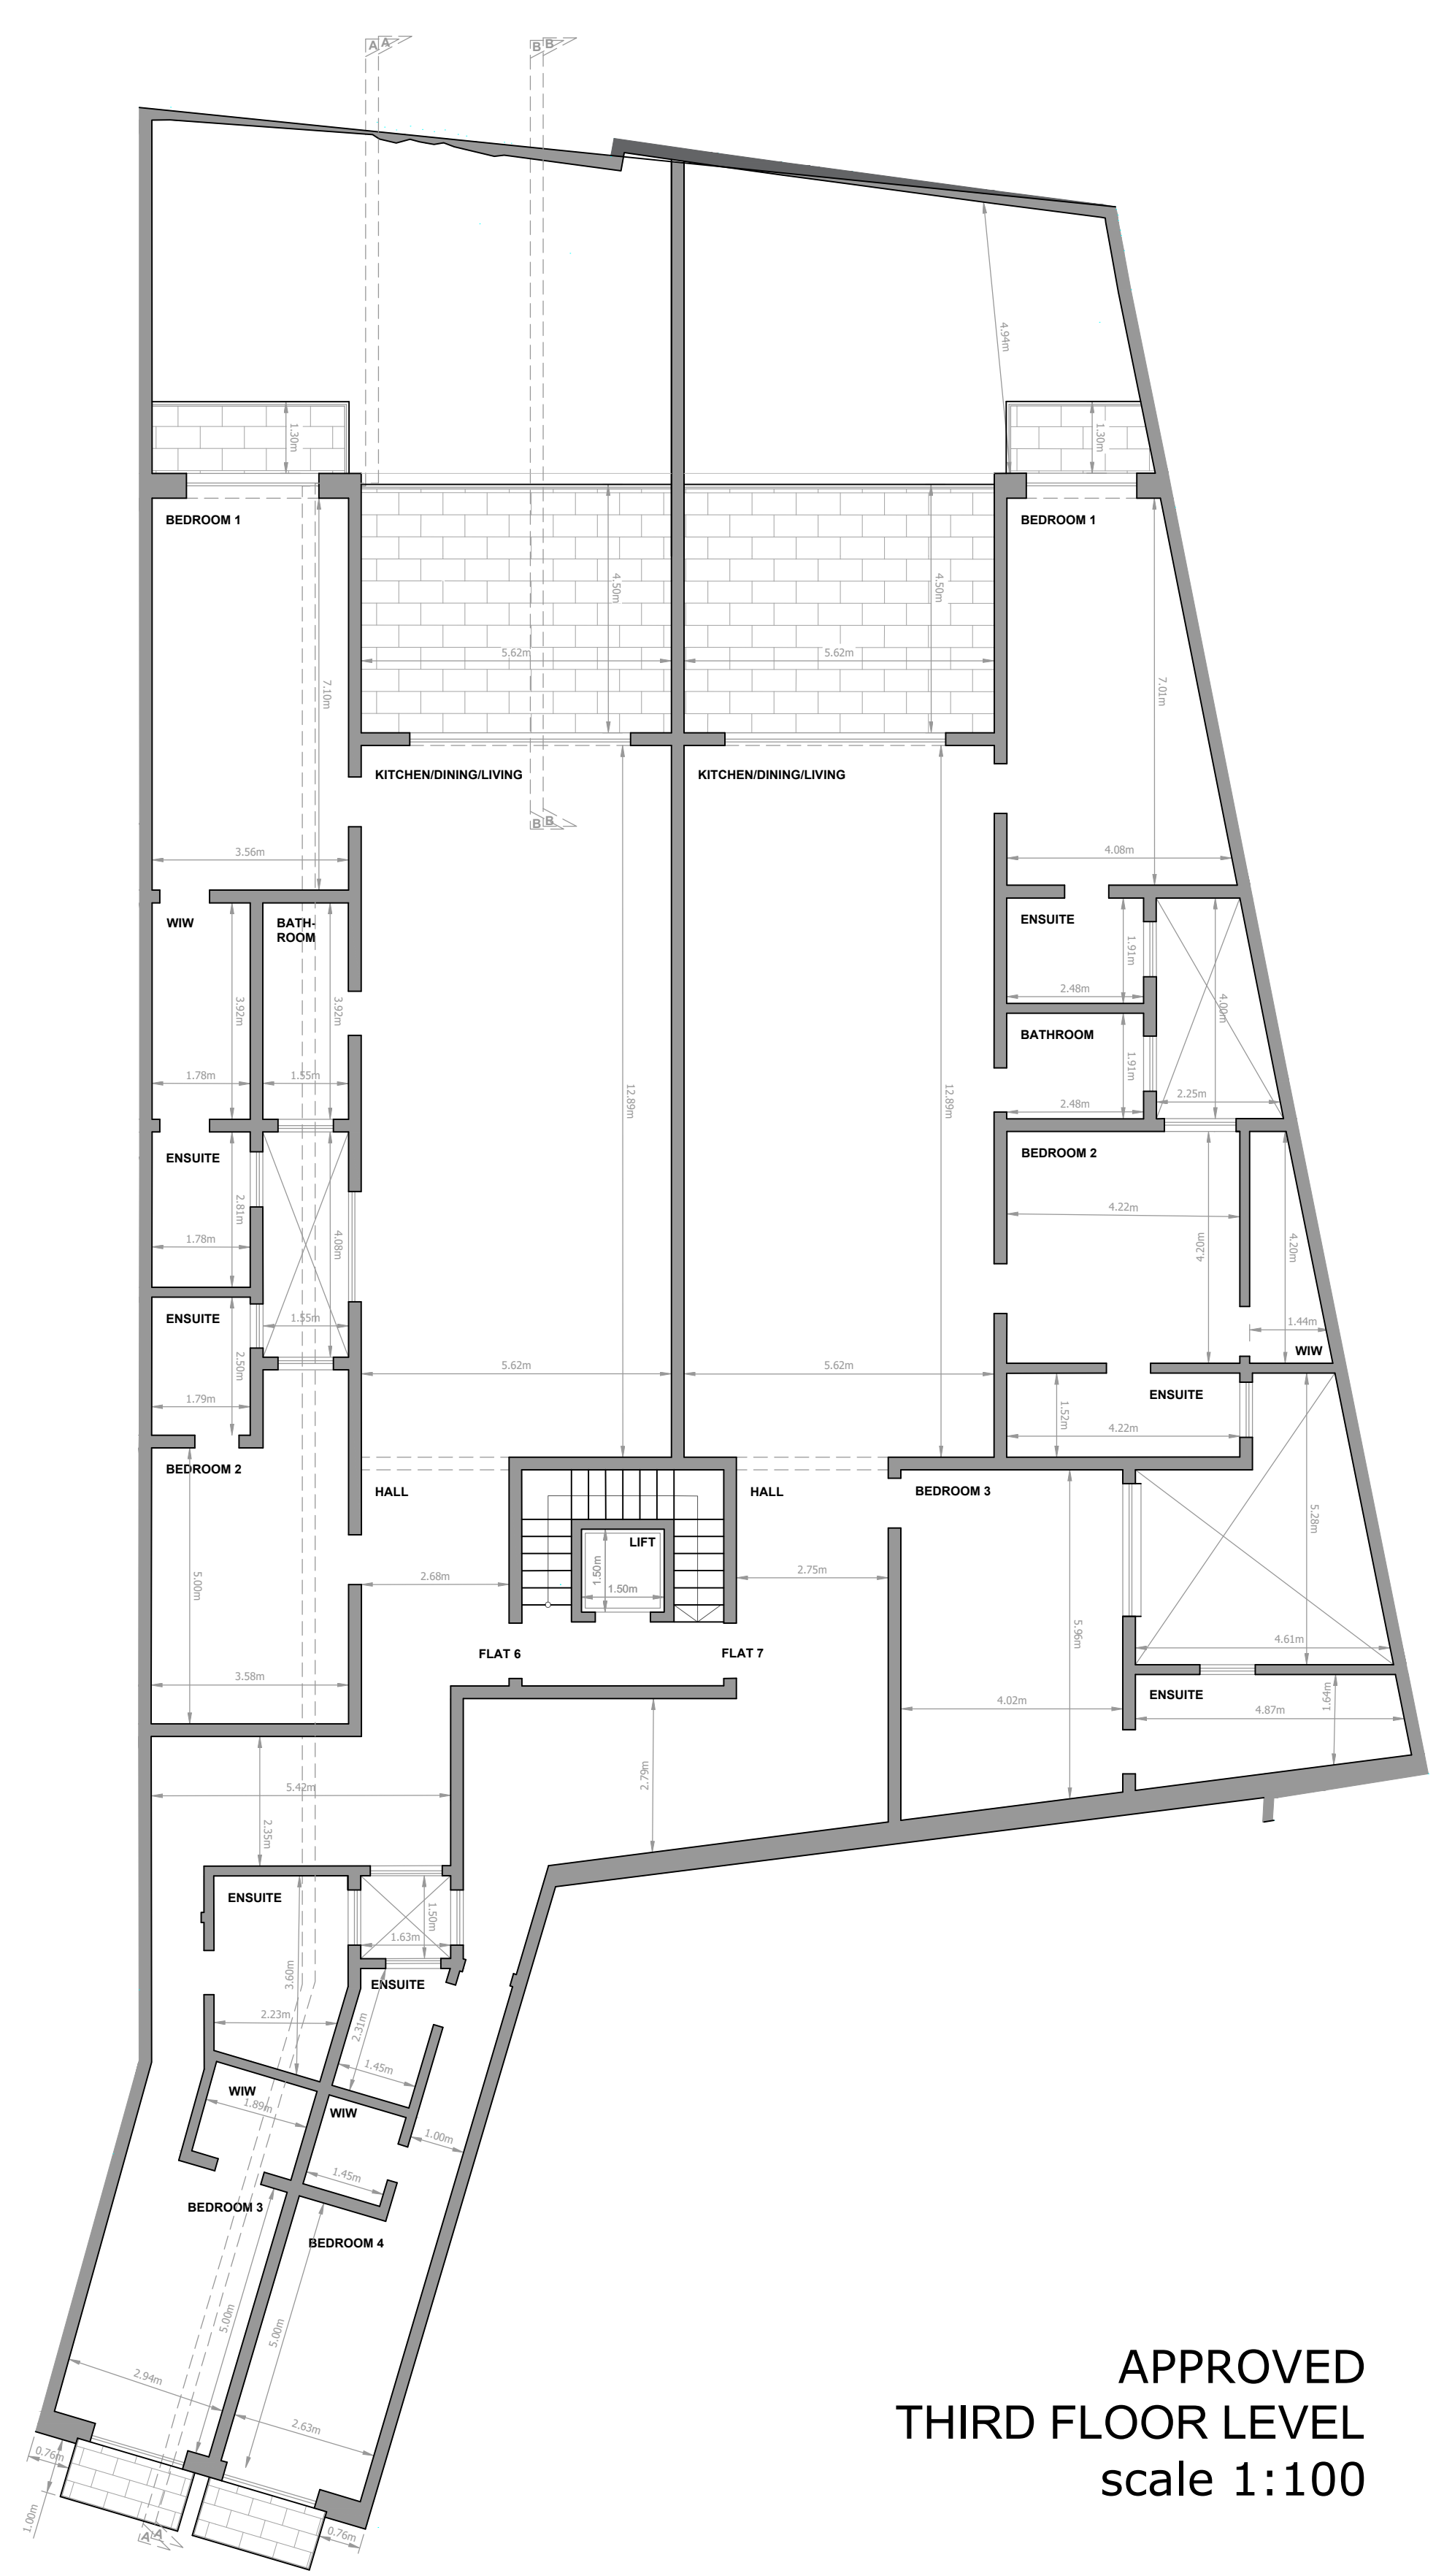 A A
B B
4.94m
1.30m
1.30m
BEDROOM 1
BEDROOM 1
4.50m
4.50m
5.62m
5.62m
7.10m
7.01m
KITCHEN/DINING/LIVING
KITCHEN/DINING/LIVING
B B
3.56m
4.08m
WIW
BATH-
ROOM
ENSUITE
1.91m
2.48m
3.92m
3.92m
4.00m
BATHROOM
1.91m
1.78m
1.55m
12.89m
12.89m
2.48m
2.25m
ENSUITE
BEDROOM 2
2.81m
4.22m
1.78m
4.08m
4.20m
4.20m
ENSUITE
1.55m
1.44m
2.50m
WIW
5.62m
5.62m
ENSUITE
1.79m
1.52m
4.22m
BEDROOM 2
HALL
HALL
BEDROOM 3
5.28m
LIFT
1.50m
1.50m
5.00m
2.68m
2.75m
5.96m
4.61m
FLAT 6
FLAT 7
3.58m
4.02m
ENSUITE
1.64m
4.87m
2.79m
5.42m
2.35m
ENSUITE
1.50m
1.63m
3.60m
ENSUITE
2.23m
2.31m
1.45m
WIW
1.89m
WIW
1.00m
1.45m
BEDROOM 3
BEDROOM 4
5.00m
5.00m
2.94m
2.63m
0.76m
1.00m
A A
0.76m
APPROVED
THIRD FLOOR LEVEL
scale 1:100